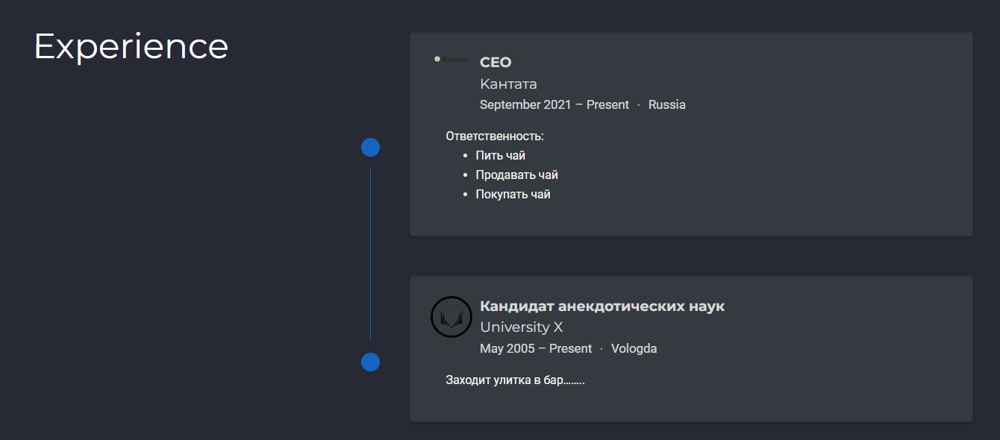 Experience
Кантата
CEO
Кантата
September 2021 – Present · Russia
Ответственность:
• Пить чай
• Продавать чай
• Покупать чай
Кандидат анекдотических наук
University X
May 2005 – Present · Vologda
Заходит улитка в бар........